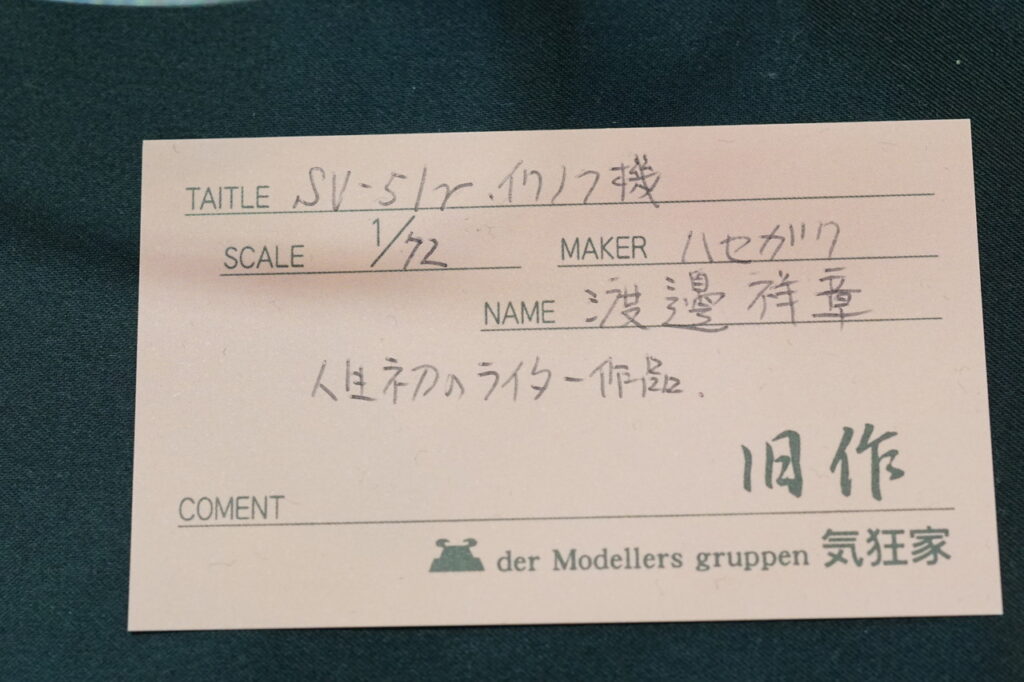 TAITLE SV-51γ.イワノフ機
SCALE 1/72 MAKER ハセガワ
NAME 渡邊祥章
人生初のライター作品.
旧作
COMENT
der Modellers gruppen 気狂家